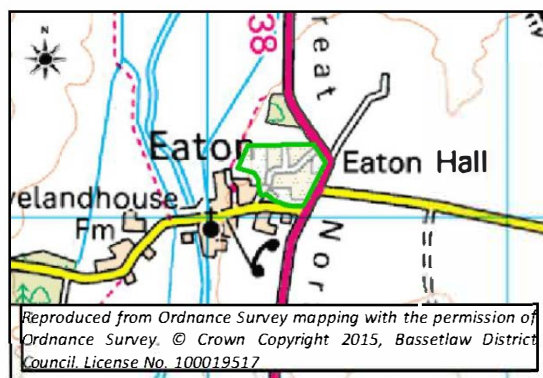 N
38
reat
Eaton
Eaton Hall
velandhouse
Fm
Nor
Reproduced from Ordnance Survey mapping with the permission of
Ordnance Survey. © Crown Copyright 2015, Bassetlaw District
Council. License No. 100019517